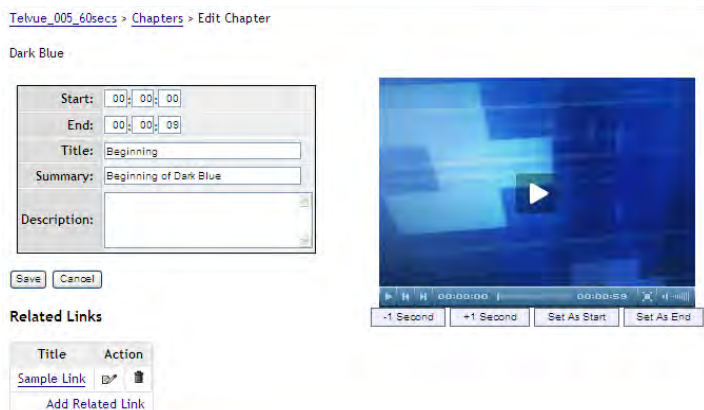 Telvue_005_60secs > Chapters > Edit Chapter
Dark Blue
Start: 00: 00: 00
End: 00: 00: 09
Title: Beginning
Summary: Beginning of Dark Blue
Description:
Save Cancel
00:00:00 00:00:59
-1 Second +1 Second Set As Start Set As End
Related Links
Title Action
Sample Link
Add Related Link